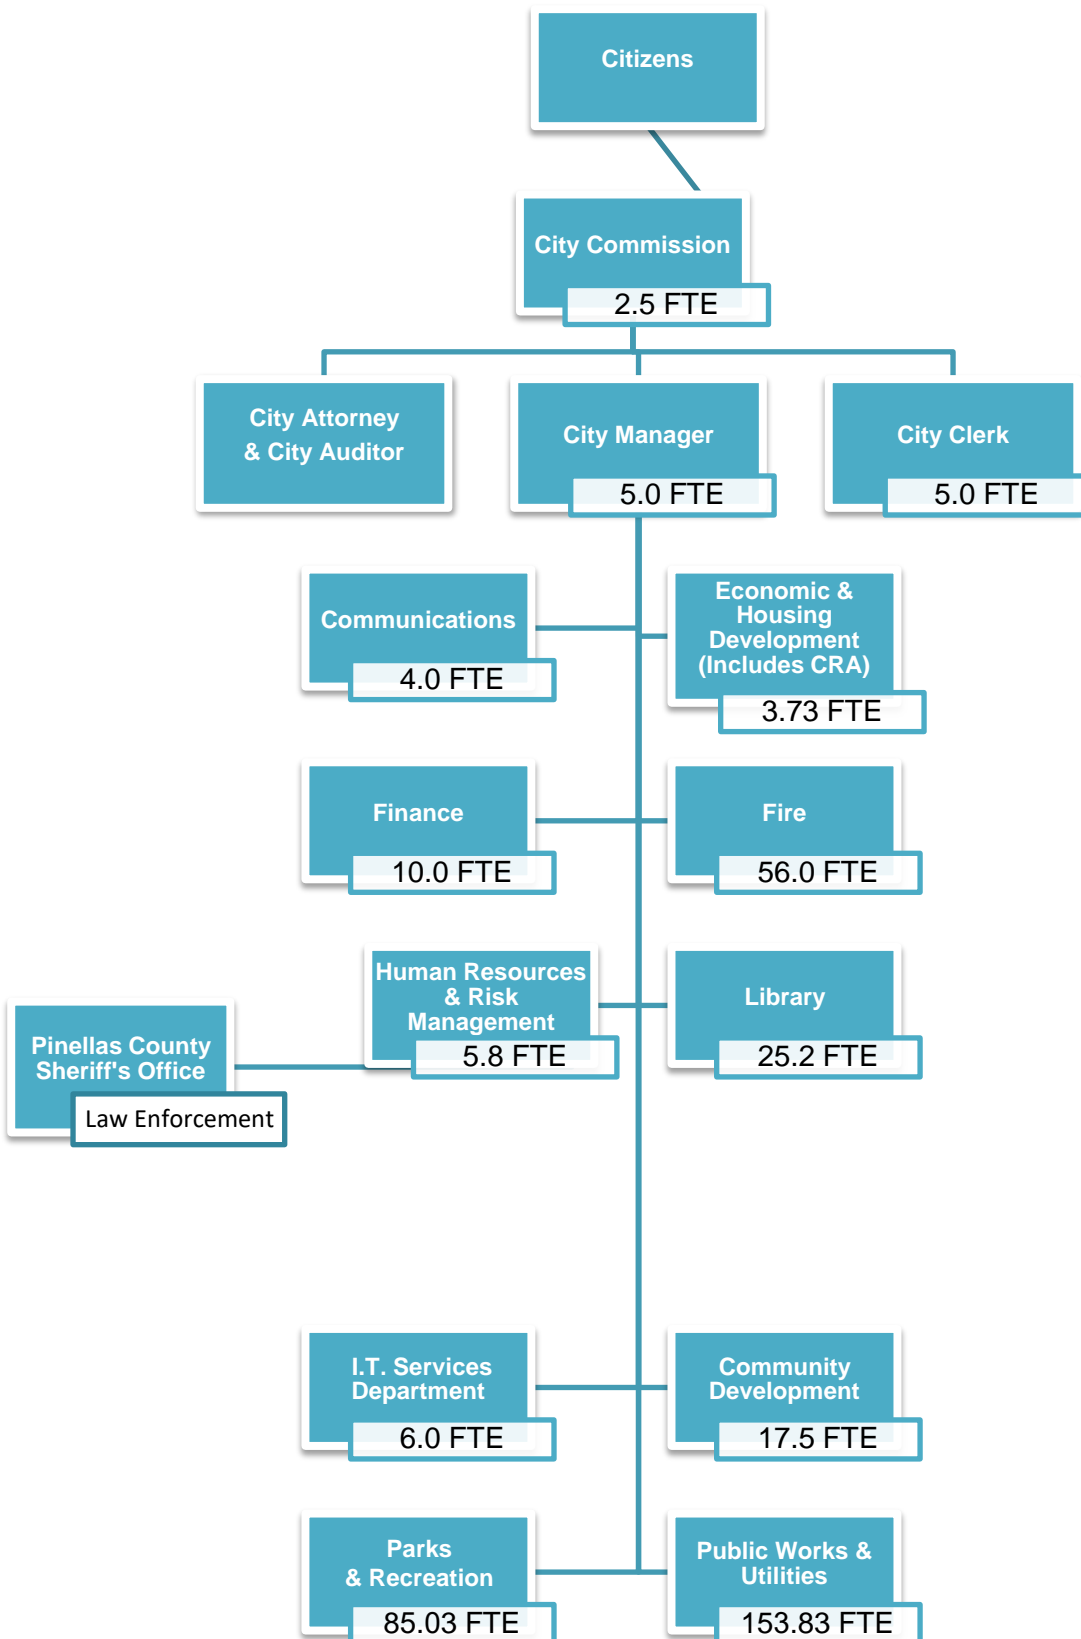 Citizens
City Commission
2.5 FTE
City Attorney
& City Auditor
City Manager
5.0 FTE
City Clerk
5.0 FTE
Communications
4.0 FTE
Economic &
Housing
Development
(Includes CRA)
3.73 FTE
Finance
10.0 FTE
Fire
56.0 FTE
Human Resources
& Risk
Management
5.8 FTE
Library
25.2 FTE
Pinellas County
Sheriff's Office
Law Enforcement
I.T. Services
Department
6.0 FTE
Community
Development
17.5 FTE
Parks
& Recreation
85.03 FTE
Public Works &
Utilities
153.83 FTE